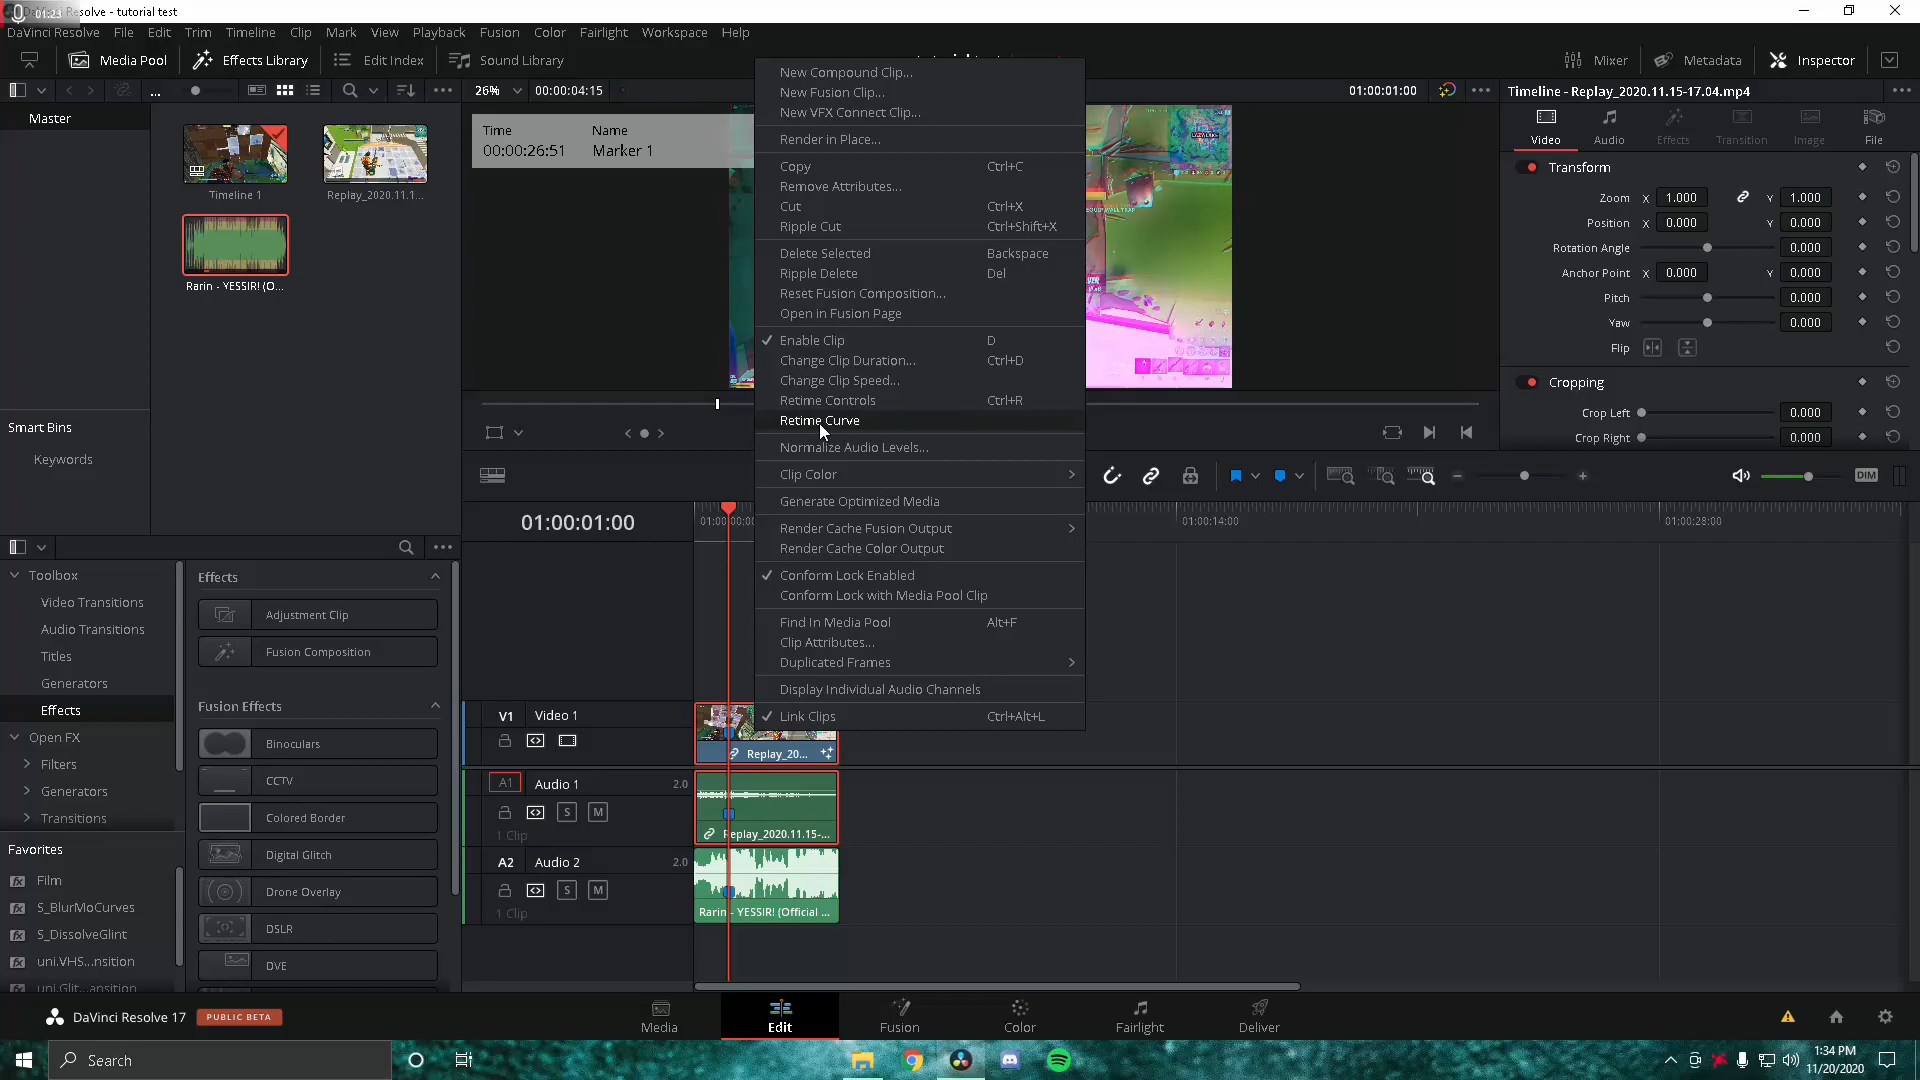 01:23
DaVinci Resolve - tutorial test
DaVinci Resolve File Edit Trim Timeline Clip Mark View Playback Fusion Color Fairlight Workspace Help
Media Pool Effects Library Edit Index Sound Library Mixer Metadata Inspector
26% 00:00:04:15 01:00:01:00 Timeline - Replay_2020.11.15-17.04.mp4
Master
Timeline 1
Replay_2020.11.1...
Rarin - YESSIR! (O...
Smart Bins
Keywords
Time Name
00:00:26:51 Marker 1
New Compound Clip...
New Fusion Clip...
New VFX Connect Clip...
Render in Place...
Copy Ctrl+C
Remove Attributes...
Cut Ctrl+X
Ripple Cut Ctrl+Shift+X
Delete Selected Backspace
Ripple Delete Del
Reset Fusion Composition...
Open in Fusion Page
Enable Clip D
Change Clip Duration... Ctrl+D
Change Clip Speed...
Retime Controls Ctrl+R
Retime Curve
Normalize Audio Levels...
Clip Color
Generate Optimized Media
Render Cache Fusion Output
Render Cache Color Output
Conform Lock Enabled
Conform Lock with Media Pool Clip
Find In Media Pool Alt+F
Clip Attributes...
Duplicated Frames
Display Individual Audio Channels
Link Clips Ctrl+Alt+L
Video Audio Effects Transition Image File
Transform
Zoom X 1.000 Y 1.000
Position X 0.000 Y 0.000
Rotation Angle 0.000
Anchor Point X 0.000 Y 0.000
Pitch 0.000
Yaw 0.000
Flip
Cropping
Crop Left 0.000
Crop Right 0.000
DIM
01:00:01:00
01:00:00:00 01:00:14:00 01:00:28:00
V1 Video 1
Replay_20...
A1 Audio 1 2.0
S M
1 Clip
Replay_2020.11.15-...
A2 Audio 2 2.0
S M
1 Clip
Rarin - YESSIR! (Official ...
Toolbox
Video Transitions
Audio Transitions
Titles
Generators
Effects
Open FX
Filters
Generators
Transitions
Favorites
Film
S_BlurMoCurves
S_DissolveGlint
uni.VHS...nsition
uni.Glit...ansition
Effects
Adjustment Clip
Fusion Composition
Fusion Effects
Binoculars
CCTV
Colored Border
Digital Glitch
Drone Overlay
DSLR
DVE
DaVinci Resolve 17 PUBLIC BETA
Media Edit Fusion Color Fairlight Deliver
Search
1:34 PM
11/20/2020